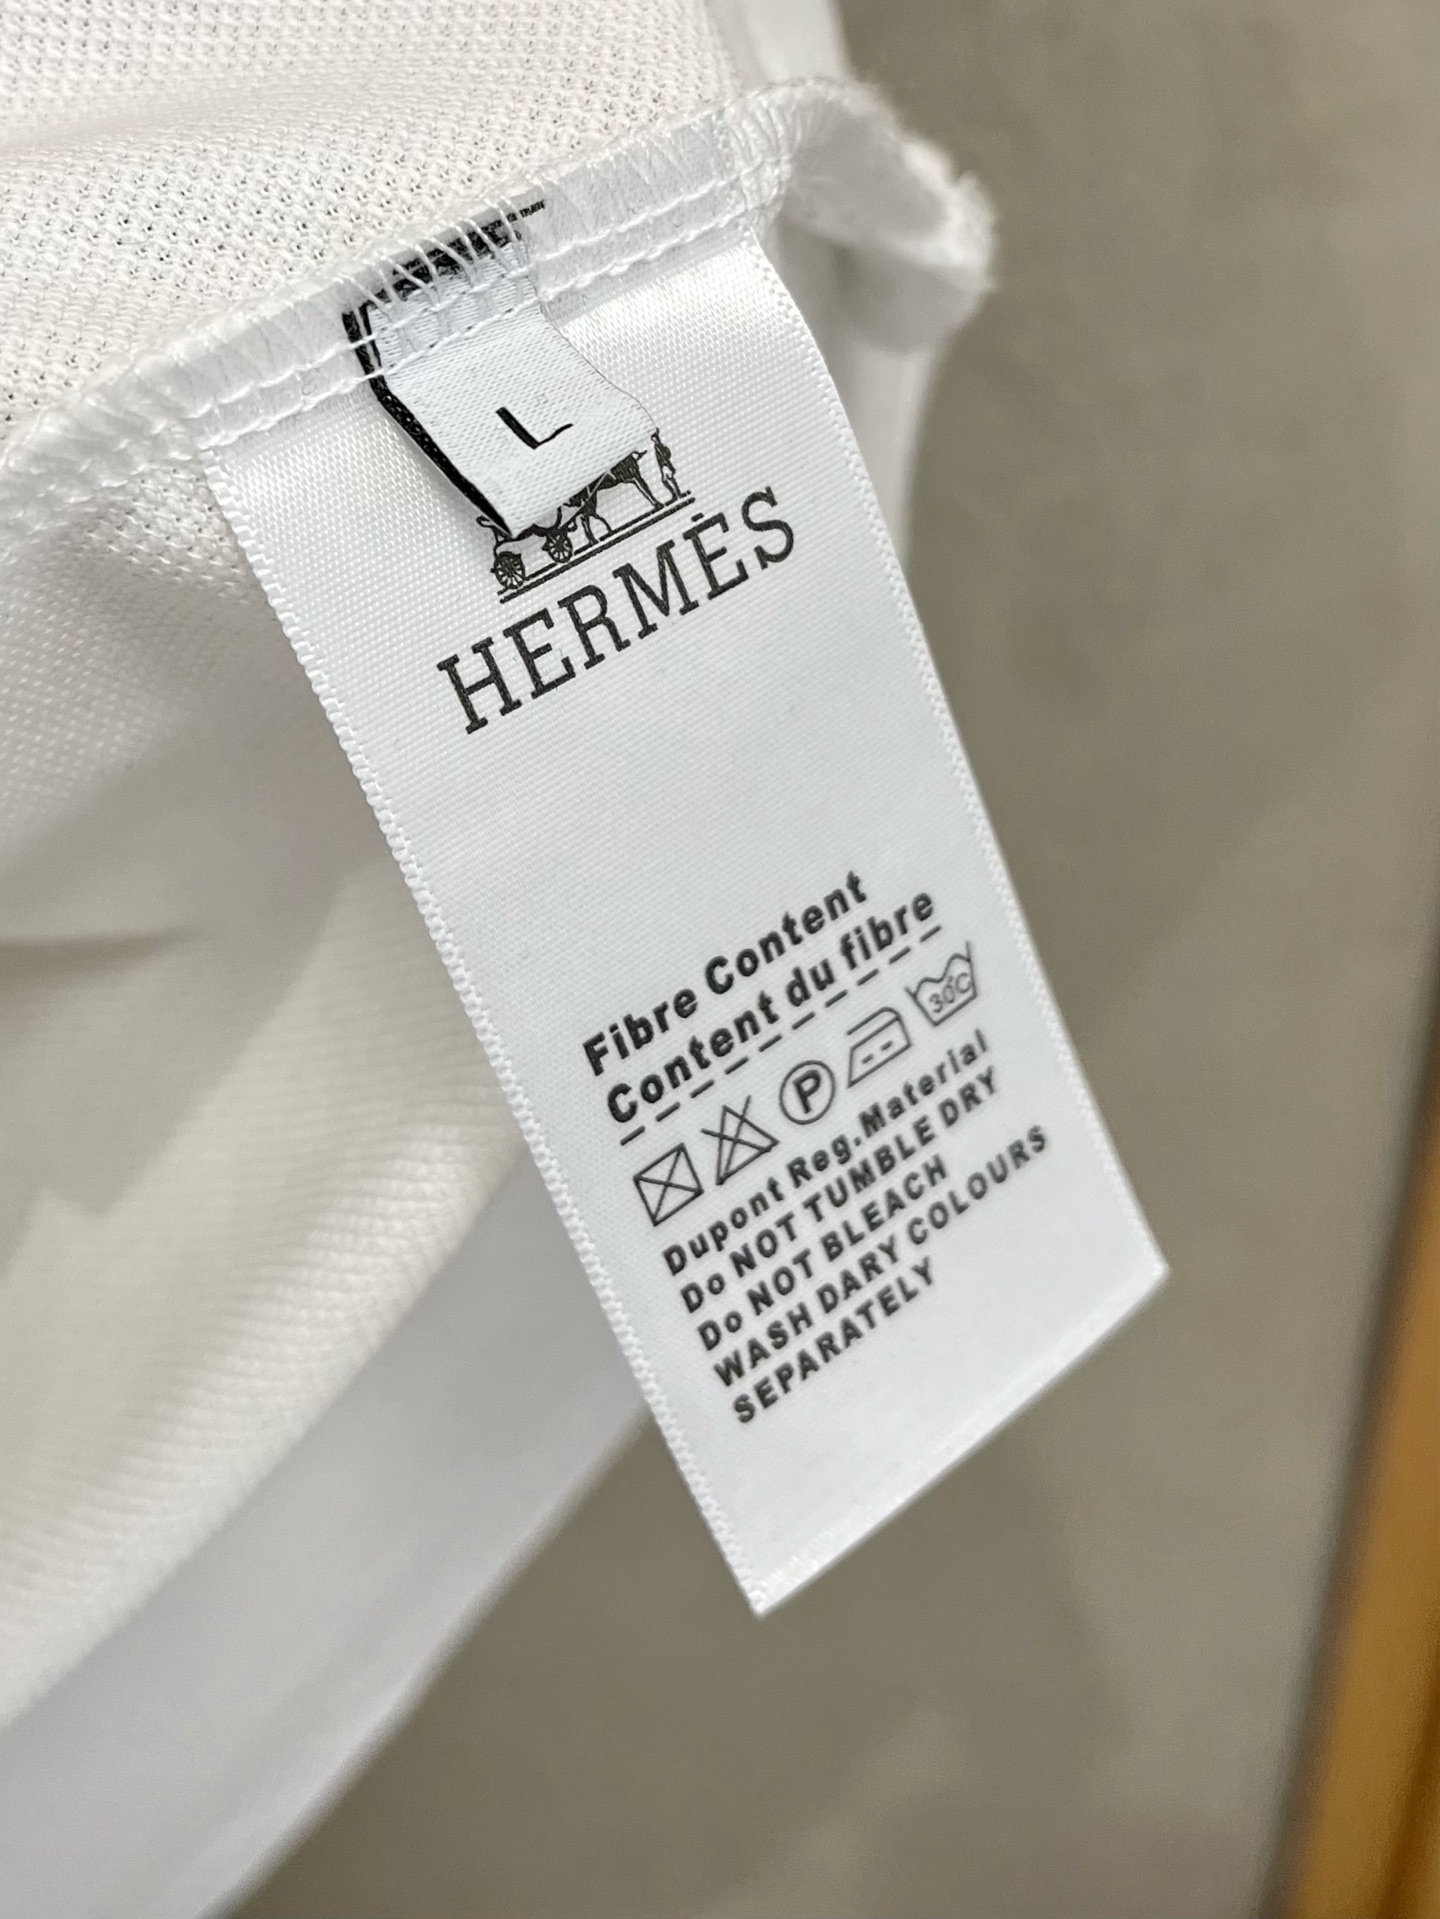 L
HERMÈS
Fibre Content
Content du fibre
P
30°C
Dupont Reg.Material
Do NOT TUMBLE DRY
Do NOT BLEACH
WASH DARY COLOURS
SEPARATELY